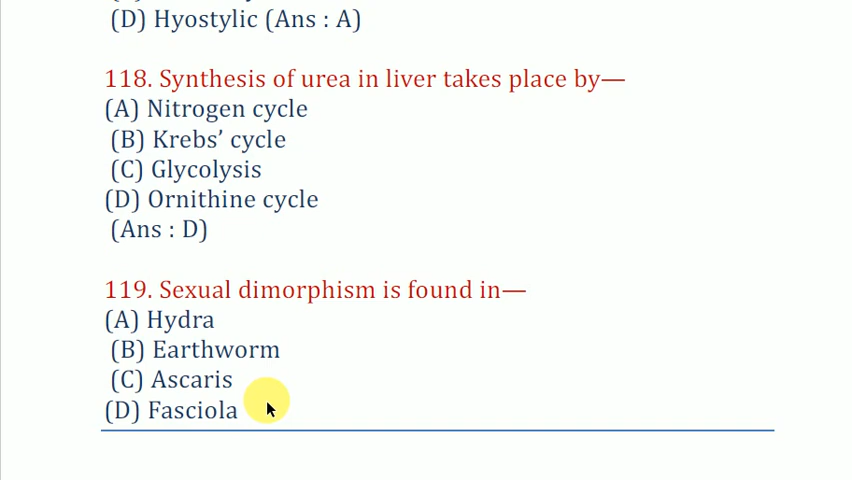 (D) Hyostylic (Ans : A)
118. Synthesis of urea in liver takes place by—
(A) Nitrogen cycle
(B) Krebs’ cycle
(C) Glycolysis
(D) Ornithine cycle
(Ans : D)
119. Sexual dimorphism is found in—
(A) Hydra
(B) Earthworm
(C) Ascaris
(D) Fasciola